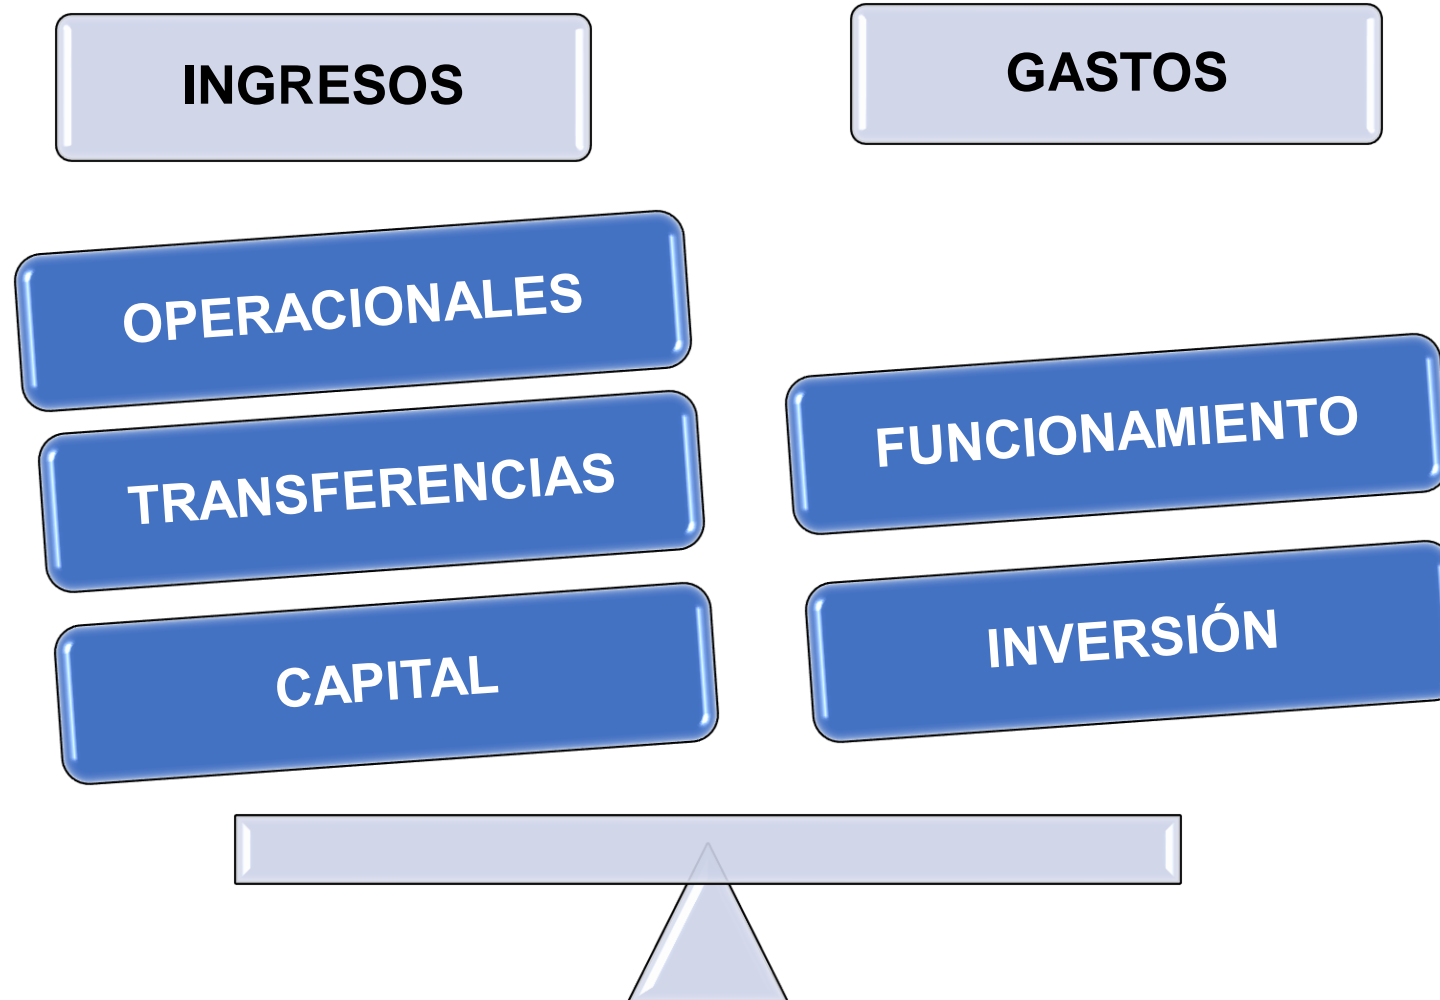 INGRESOS
GASTOS
OPERACIONALES
TRANSFERENCIAS
CAPITAL
FUNCIONAMIENTO
INVERSIÓN